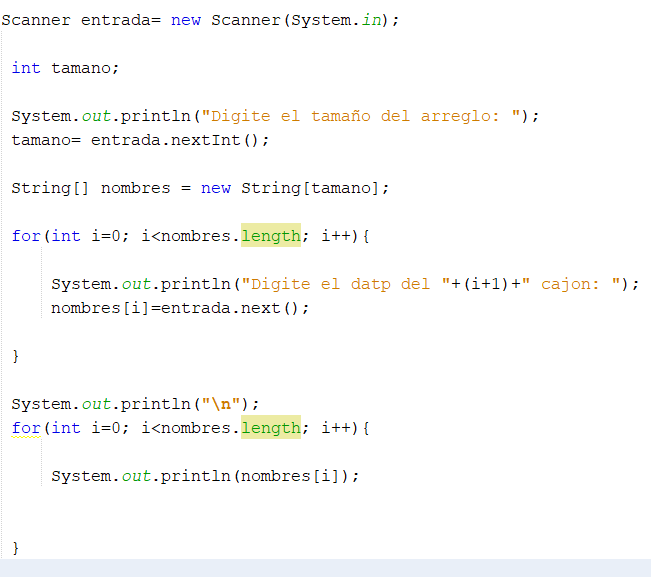 Scanner entrada= new Scanner(System.in);
int tamano;
System.out.println("Digite el tamaño del arreglo: ");
tamano= entrada.nextInt();
String[] nombres = new String[tamano];
for(int i=0; i<nombres.length; i++){
System.out.println("Digite el datp del "+(i+1)+" cajon: ");
nombres[i]=entrada.next();
}
System.out.println("\n");
for(int i=0; i<nombres.length; i++){
System.out.println(nombres[i]);
}